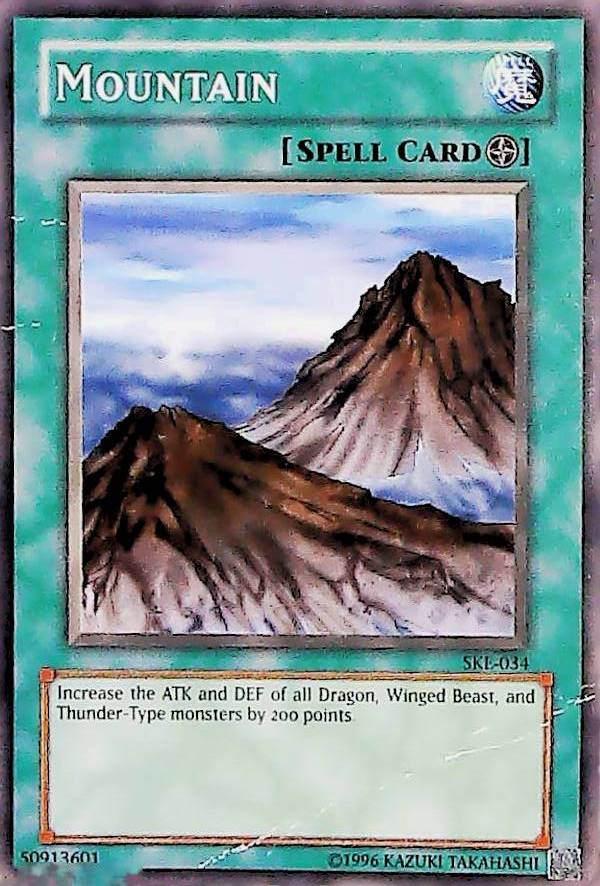 MOUNTAIN
SPELL
魔
[SPELL CARD]
SKE-034
Increase the ATK and DEF of all Dragon, Winged Beast, and
Thunder-Type monsters by 200 points
50913601
©1996 KAZUKI TAKAHASHI